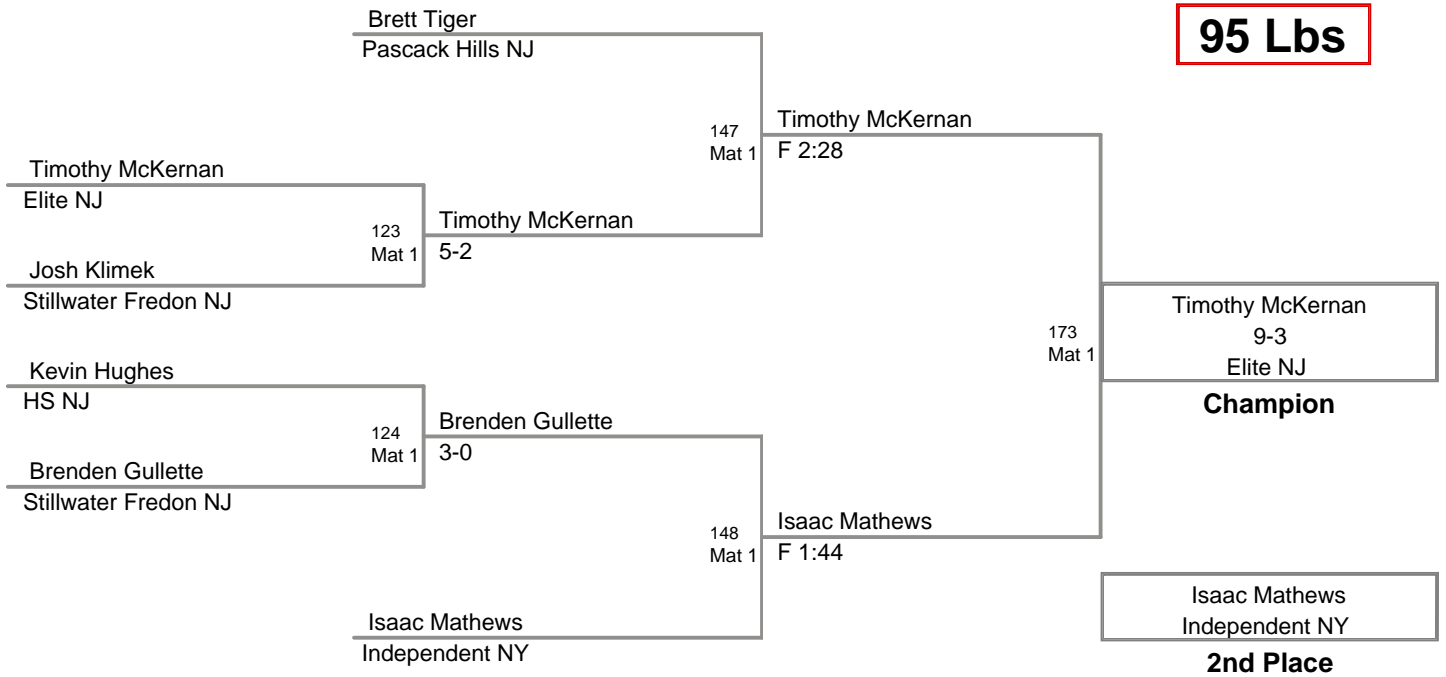 Brett Tiger
Pascack Hills NJ
95 Lbs
147
Mat 1
Timothy McKernan
F 2:28
Timothy McKernan
Elite NJ
123
Mat 1
Timothy McKernan
5-2
Josh Klimek
Stillwater Fredon NJ
173
Mat 1
Timothy McKernan
9-3
Elite NJ
Champion
Kevin Hughes
HS NJ
124
Mat 1
Brenden Gullette
3-0
Brenden Gullette
Stillwater Fredon NJ
148
Mat 1
Isaac Mathews
F 1:44
Isaac Mathews
Independent NY
Isaac Mathews
Independent NY
2nd Place